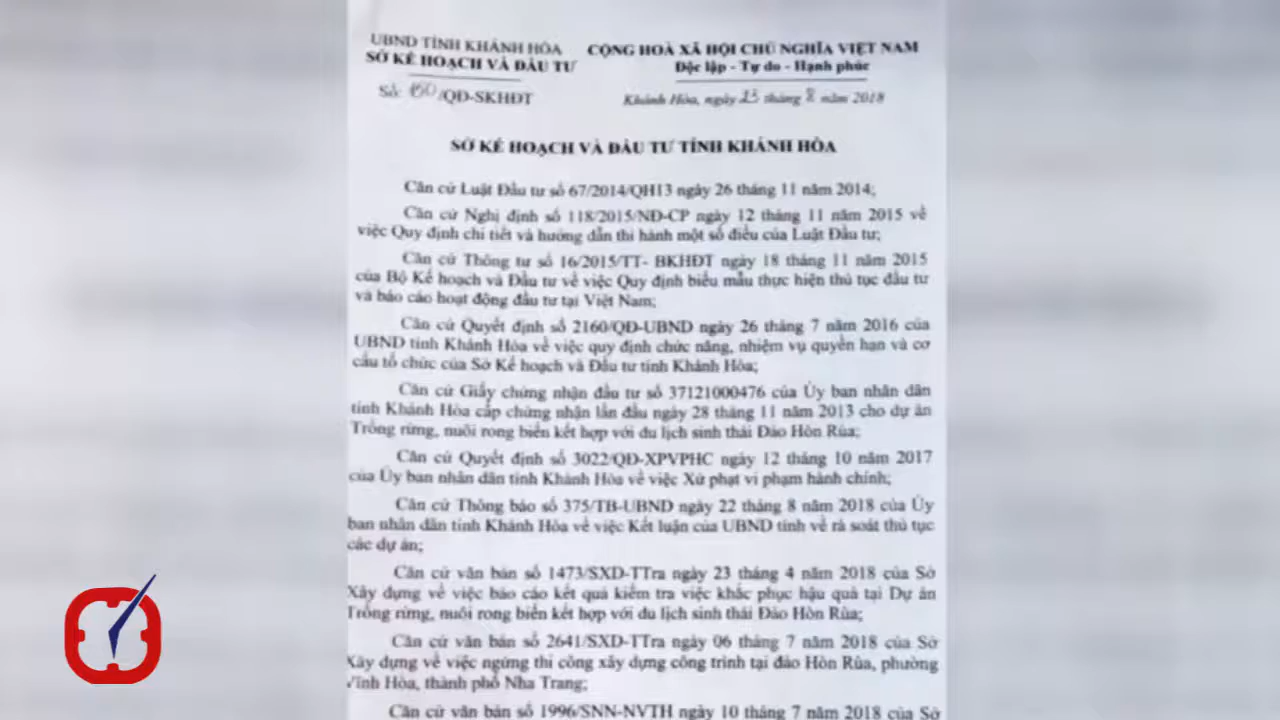 UBND TỈNH KHÁNH HÒA
SỞ KẾ HOẠCH VÀ ĐẦU TƯ
CỘNG HOÀ XÃ HỘI CHỦ NGHĨA VIỆT NAM
Độc lập - Tự do - Hạnh phúc
Số: /QĐ-SKHĐT
Khánh Hòa, ngày 23 tháng 8 năm 2018
SỞ KẾ HOẠCH VÀ ĐẦU TƯ TỈNH KHÁNH HÒA
Căn cứ Luật Đầu tư số 67/2014/QH13 ngày 26 tháng 11 năm 2014;
Căn cứ Nghị định số 118/2015/NĐ-CP ngày 12 tháng 11 năm 2015 về
việc Quy định chi tiết và hướng dẫn thi hành một số điều của Luật Đầu tư;
Căn cứ Thông tư số 16/2015/TT- BKHĐT ngày 18 tháng 11 năm 2015
của Bộ Kế hoạch và Đầu tư về việc Quy định biểu mẫu thực hiện thủ tục đầu tư
và báo cáo hoạt động đầu tư tại Việt Nam;
Căn cứ Quyết định số 2160/QĐ-UBND ngày 26 tháng 7 năm 2016 của
UBND tỉnh Khánh Hòa về việc quy định chức năng, nhiệm vụ quyền hạn và cơ
cấu tổ chức của Sở Kế hoạch và Đầu tư tỉnh Khánh Hòa;
Căn cứ Giấy chứng nhận đầu tư số 37121000476 của Ủy ban nhân dân
tỉnh Khánh Hòa cấp chứng nhận lần đầu ngày 28 tháng 11 năm 2013 cho dự án
Trồng rừng, nuôi rong biển kết hợp với du lịch sinh thái Đảo Hòn Rùa;
Căn cứ Quyết định số 3022/QĐ-XPVPHC ngày 12 tháng 10 năm 2017
của Ủy ban nhân dân tỉnh Khánh Hòa về việc Xử phạt vi phạm hành chính;
Căn cứ Thông báo số 375/TB-UBND ngày 22 tháng 8 năm 2018 của Ủy
ban nhân dân tỉnh Khánh Hòa về việc Kết luận của UBND tỉnh về rà soát thủ tục
các dự án;
Căn cứ văn bản số 1473/SXD-TTra ngày 23 tháng 4 năm 2018 của Sở
Xây dựng về việc báo cáo kết quả kiểm tra việc khắc phục hậu quả tại Dự án
Trồng rừng, nuôi rong biển kết hợp với du lịch sinh thái Đảo Hòn Rùa;
Căn cứ văn bản số 2641/SXD-TTra ngày 06 tháng 7 năm 2018 của Sở
Xây dựng về việc ngừng thi công xây dựng công trình tại đảo Hòn Rùa, phường
Vĩnh Hòa, thành phố Nha Trang;
Căn cứ văn bản số 1996/SNN-NVTH ngày 10 tháng 7 năm 2018 của Sở